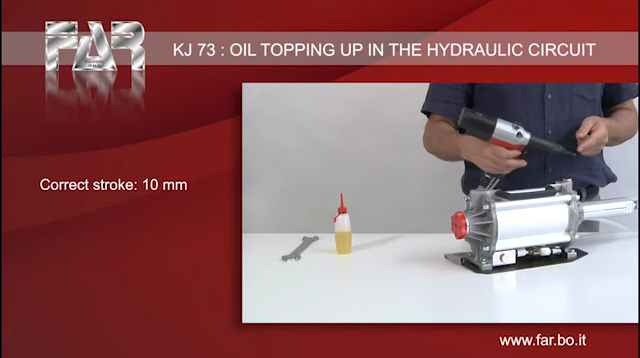 FAR
KJ 73 : OIL TOPPING UP IN THE HYDRAULIC CIRCUIT
Correct stroke: 10 mm
www.far.bo.it